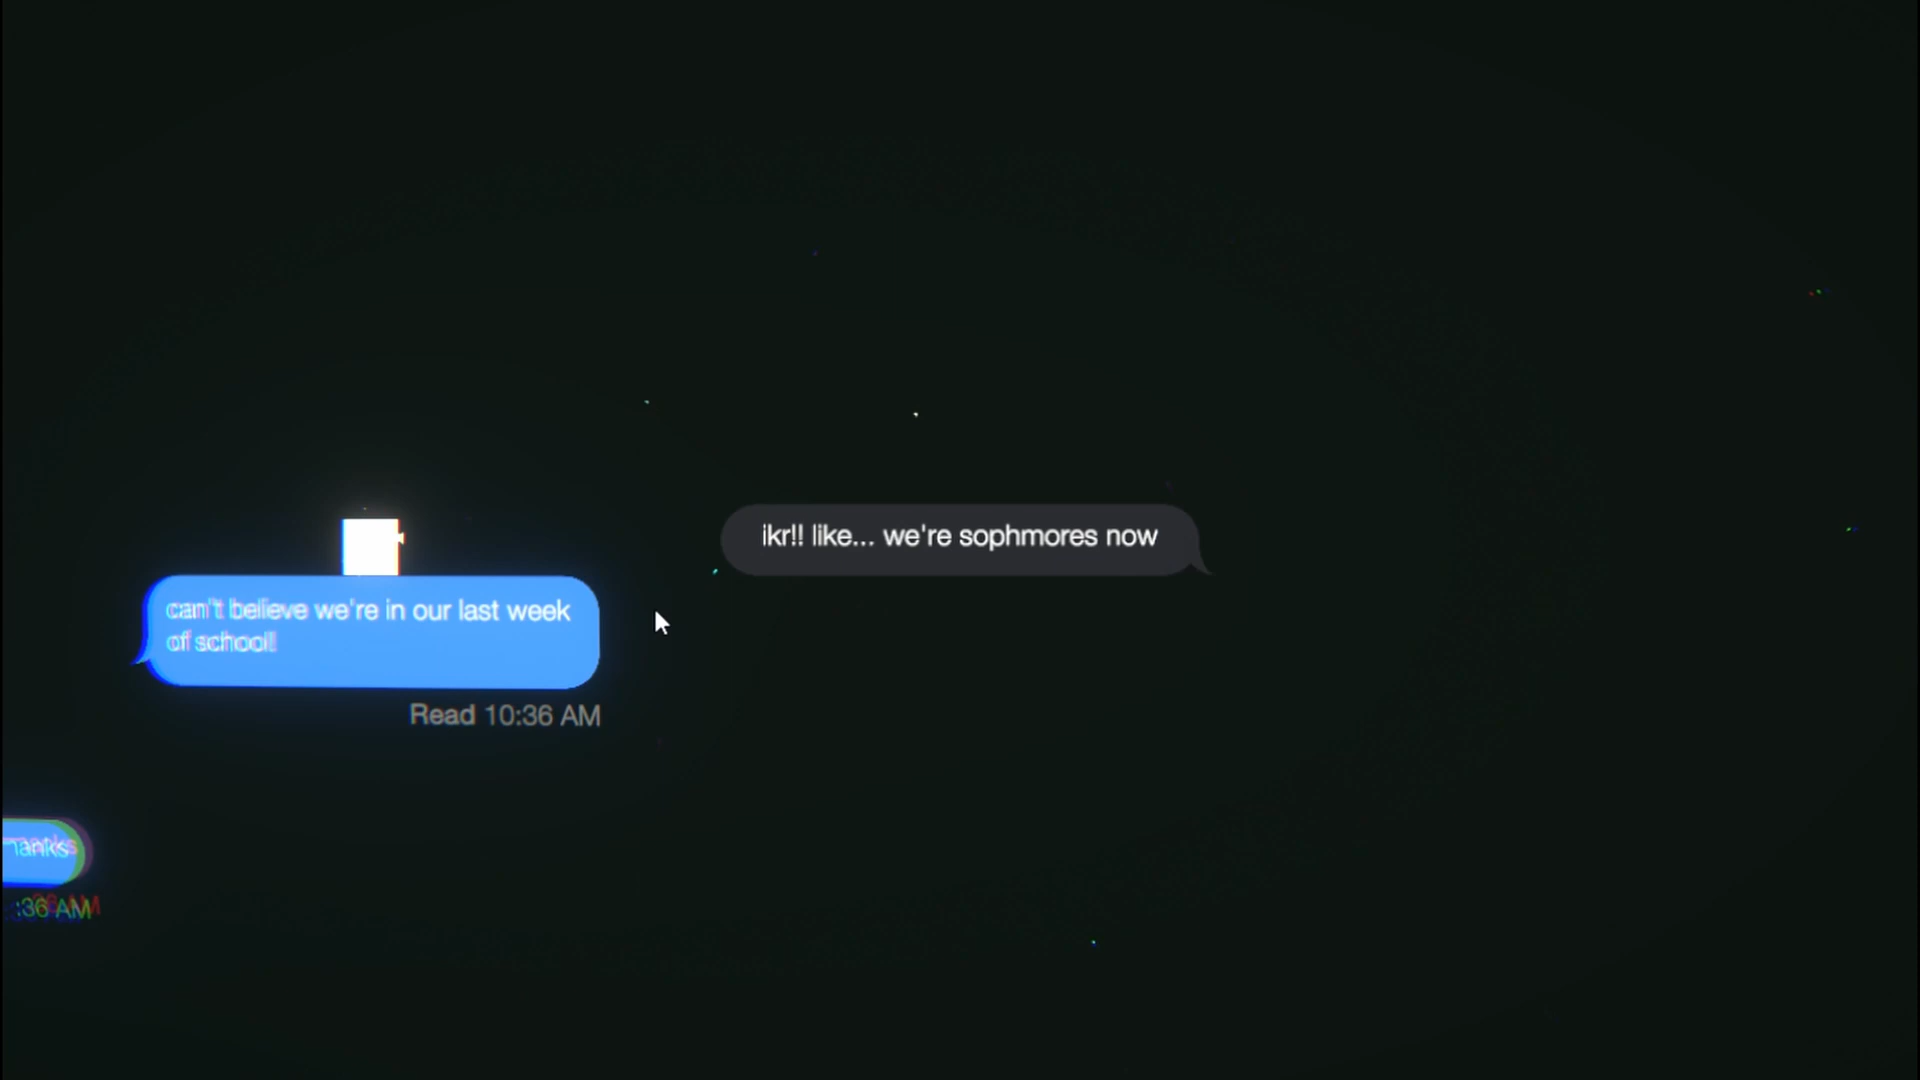 ikr!! like... we're sophmores now
can't believe we're in our last week
of school!
Read 10:36 AM
:36 AM